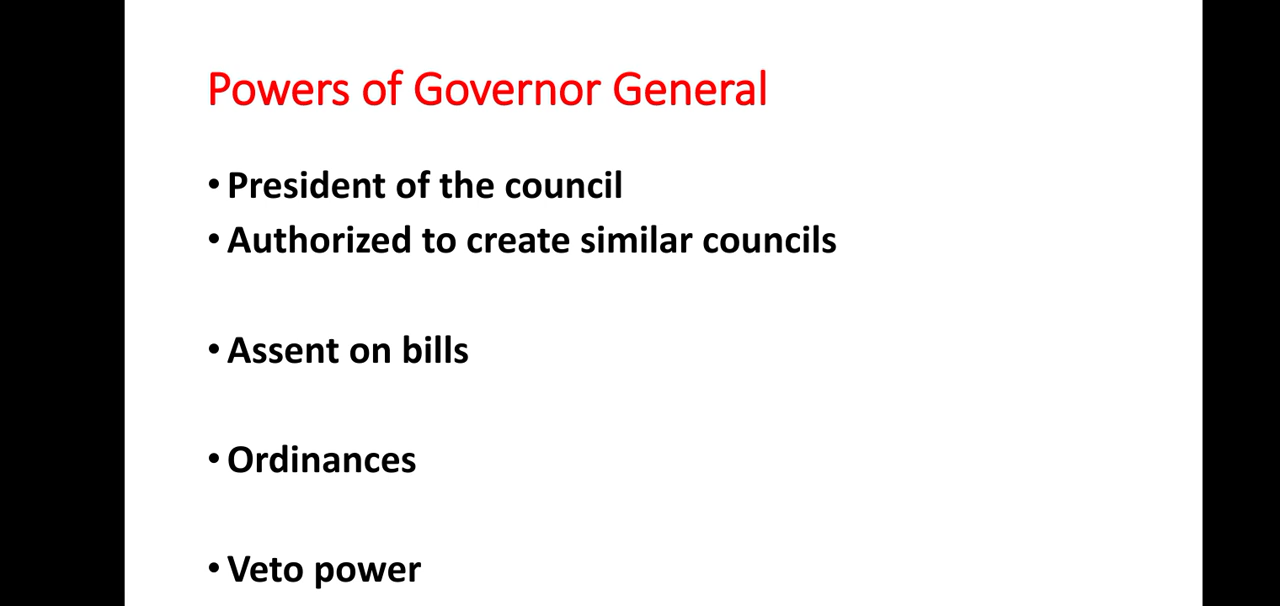 Powers of Governor General
• President of the council
• Authorized to create similar councils
• Assent on bills
• Ordinances
• Veto power